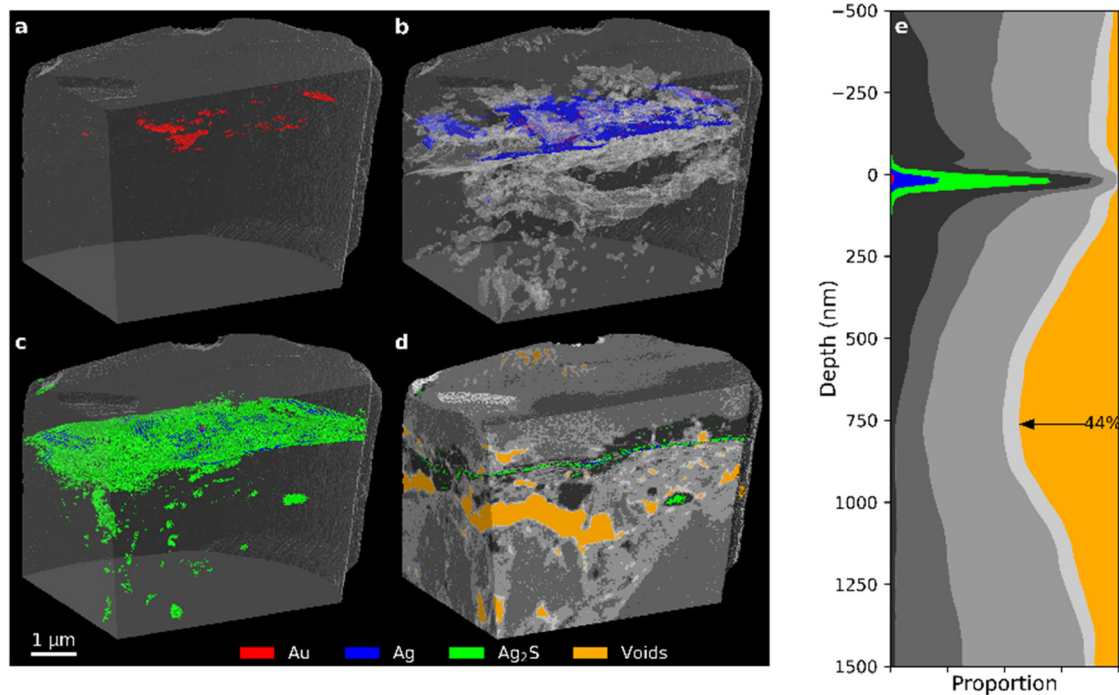 a
b
c
d
1 µm
Au
Ag
Ag₂S
Voids
e
−500
−250
0
250
500
750
1000
1250
1500
Depth (nm)
44%
Proportion